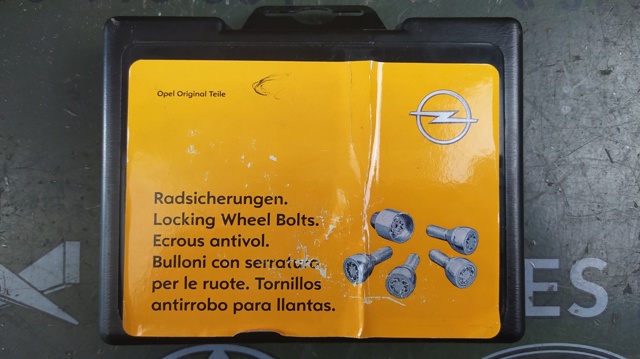 Opel Original Teile
Radsicherungen.
Locking Wheel Bolts.
Ecrous antivol.
Bulloni con serratura
per le ruote. Tornillos
antirrobo para llantas.
ES